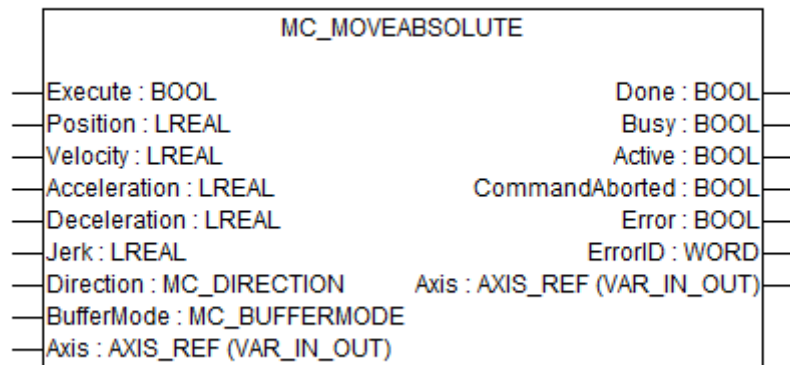 MC_MOVEABSOLUTE
Execute : BOOL Done : BOOL
Position : LREAL Busy : BOOL
Velocity : LREAL Active : BOOL
Acceleration : LREAL CommandAborted : BOOL
Deceleration : LREAL Error : BOOL
Jerk : LREAL ErrorID : WORD
Direction : MC_DIRECTION Axis : AXIS_REF (VAR_IN_OUT)
BufferMode : MC_BUFFERMODE
Axis : AXIS_REF (VAR_IN_OUT)